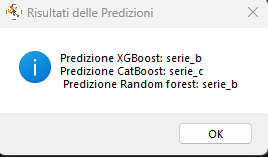 Risultati delle Predizioni
Predizione XGBoost: serie_b
Predizione CatBoost: serie_c
Predizione Random forest: serie_b
OK